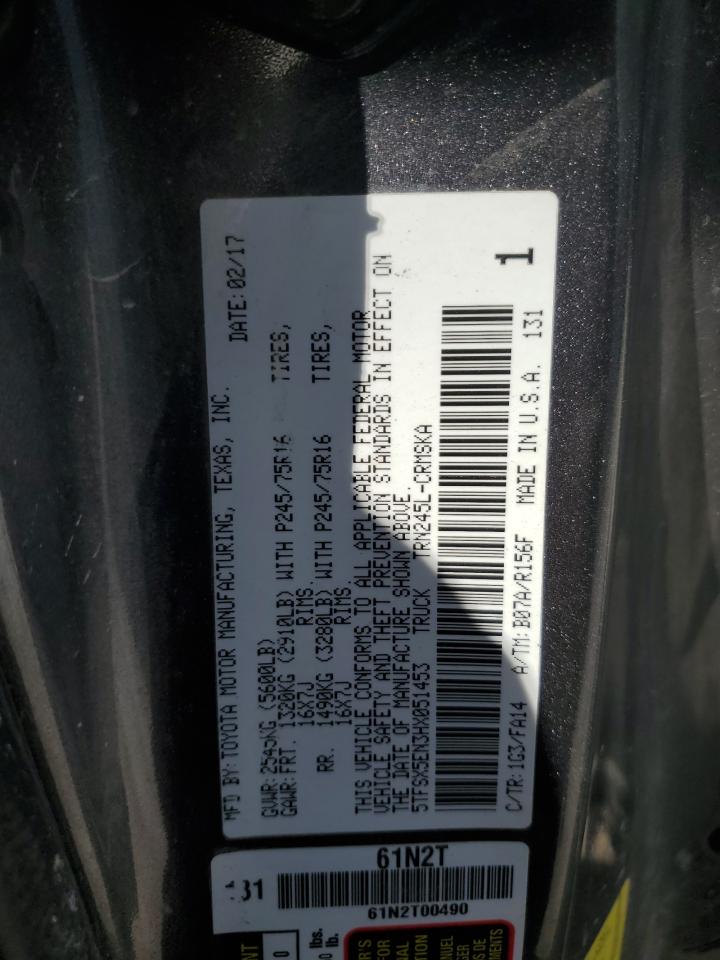 MFD BY: TOYOTA MOTOR MANUFACTURING, TEXAS, INC. DATE: 02/17
GVWR: 2545KG (5600LB)
GAWR: FRT. 1320KG (2910LB) WITH P245/75R16 TIRES,
16X7J RIMS.
RR. 1490KG (3280LB) WITH P245/75R16 TIRES,
16X7J RIMS.
THIS VEHICLE CONFORMS TO ALL APPLICABLE FEDERAL MOTOR
VEHICLE SAFETY AND THEFT PREVENTION STANDARDS IN EFFECT ON
THE DATE OF MANUFACTURE SHOWN ABOVE.
5TFSX5EN3HX051453 TRUCK TRN245L-CRMSKA
C/TR: 1G3/FA14 A/TM: B07A/R156F MADE IN U.S.A. 131
1
131
61N2T
61N2T00490
lbs.